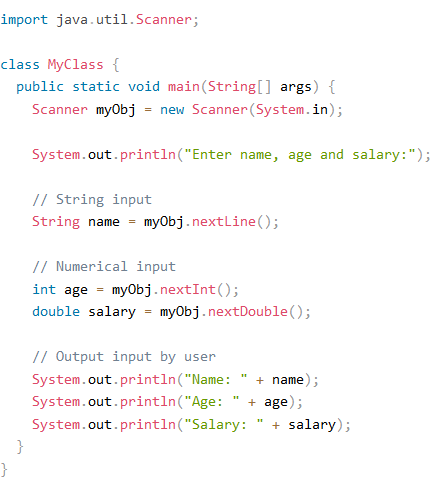 import java.util.Scanner;

class MyClass {
  public static void main(String[] args) {
    Scanner myObj = new Scanner(System.in);

    System.out.println("Enter name, age and salary:");

    // String input
    String name = myObj.nextLine();

    // Numerical input
    int age = myObj.nextInt();
    double salary = myObj.nextDouble();

    // Output input by user
    System.out.println("Name: " + name);
    System.out.println("Age: " + age);
    System.out.println("Salary: " + salary);
  }
}